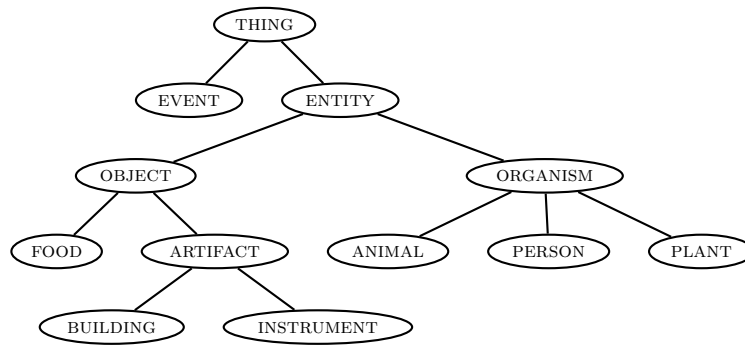 THING
EVENT
ENTITY
OBJECT
ORGANISM
FOOD
ARTIFACT
ANIMAL
PERSON
PLANT
BUILDING
INSTRUMENT